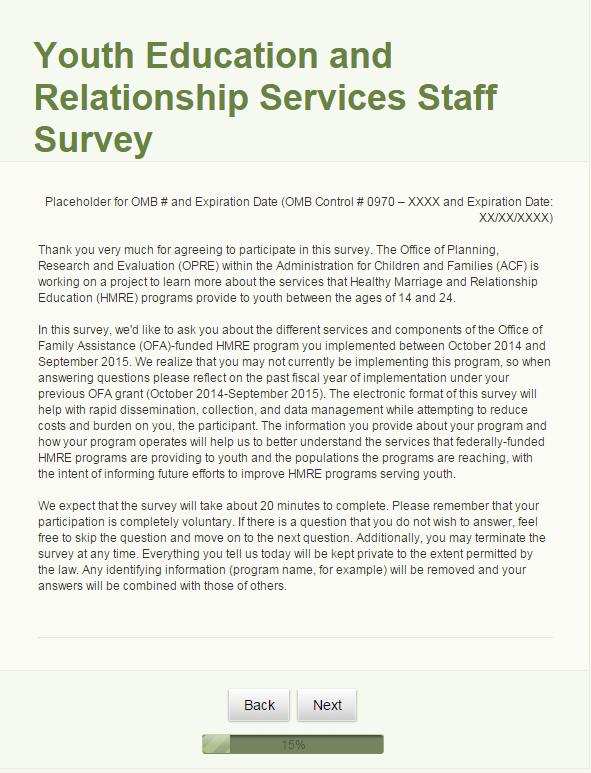 Youth Education and
Relationship Services Staff
Survey
Placeholder for OMB # and Expiration Date (OMB Control # 0970 – XXXX and Expiration Date:
XX/XX/XXXX)
Thank you very much for agreeing to participate in this survey. The Office of Planning,
Research and Evaluation (OPRE) within the Administration for Children and Families (ACF) is
working on a project to learn more about the services that Healthy Marriage and Relationship
Education (HMRE) programs provide to youth between the ages of 14 and 24.
In this survey, we'd like to ask you about the different services and components of the Office of
Family Assistance (OFA)-funded HMRE program you implemented between October 2014 and
September 2015. We realize that you may not currently be implementing this program, so when
answering questions please reflect on the past fiscal year of implementation under your
previous OFA grant (October 2014-September 2015). The electronic format of this survey will
help with rapid dissemination, collection, and data management while attempting to reduce
costs and burden on you, the participant. The information you provide about your program and
how your program operates will help us to better understand the services that federally-funded
HMRE programs are providing to youth and the populations the programs are reaching, with
the intent of informing future efforts to improve HMRE programs serving youth.
We expect that the survey will take about 20 minutes to complete. Please remember that your
participation is completely voluntary. If there is a question that you do not wish to answer, feel
free to skip the question and move on to the next question. Additionally, you may terminate the
survey at any time. Everything you tell us today will be kept private to the extent permitted by
the law. Any identifying information (program name, for example) will be removed and your
answers will be combined with those of others.
Back Next
15%